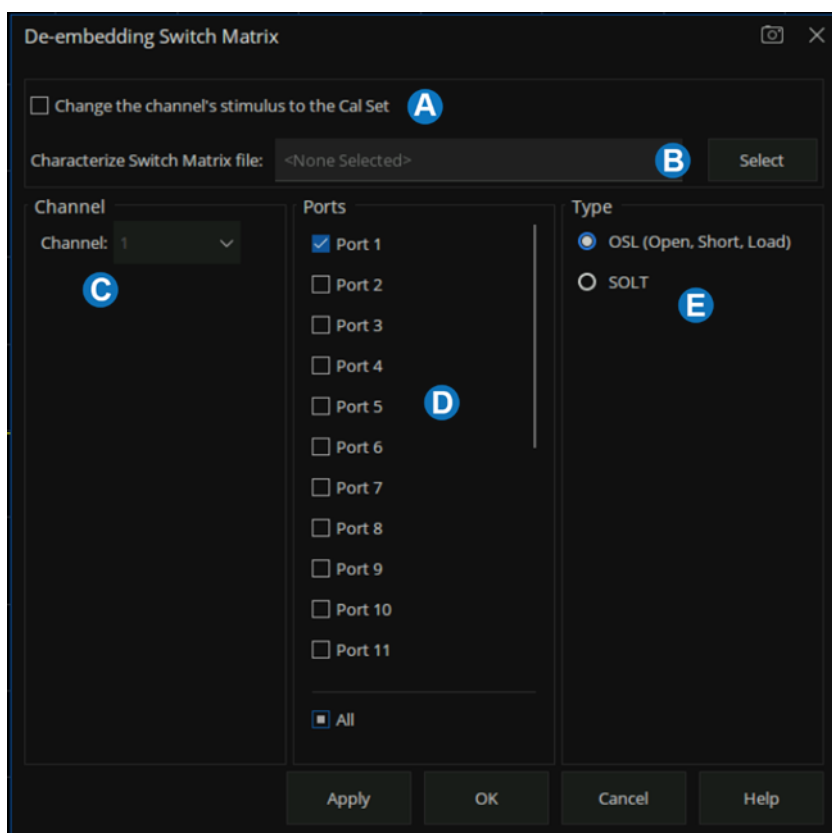 De-embedding Switch Matrix
Change the channel's stimulus to the Cal Set A
Characterize Switch Matrix file: <None Selected> B Select
Channel
Channel: 1
C
Ports
Port 1
Port 2
Port 3
Port 4
Port 5
D
Port 6
Port 7
Port 8
Port 9
Port 10
Port 11
All
Type
OSL (Open, Short, Load)
SOLT
E
Apply OK Cancel Help